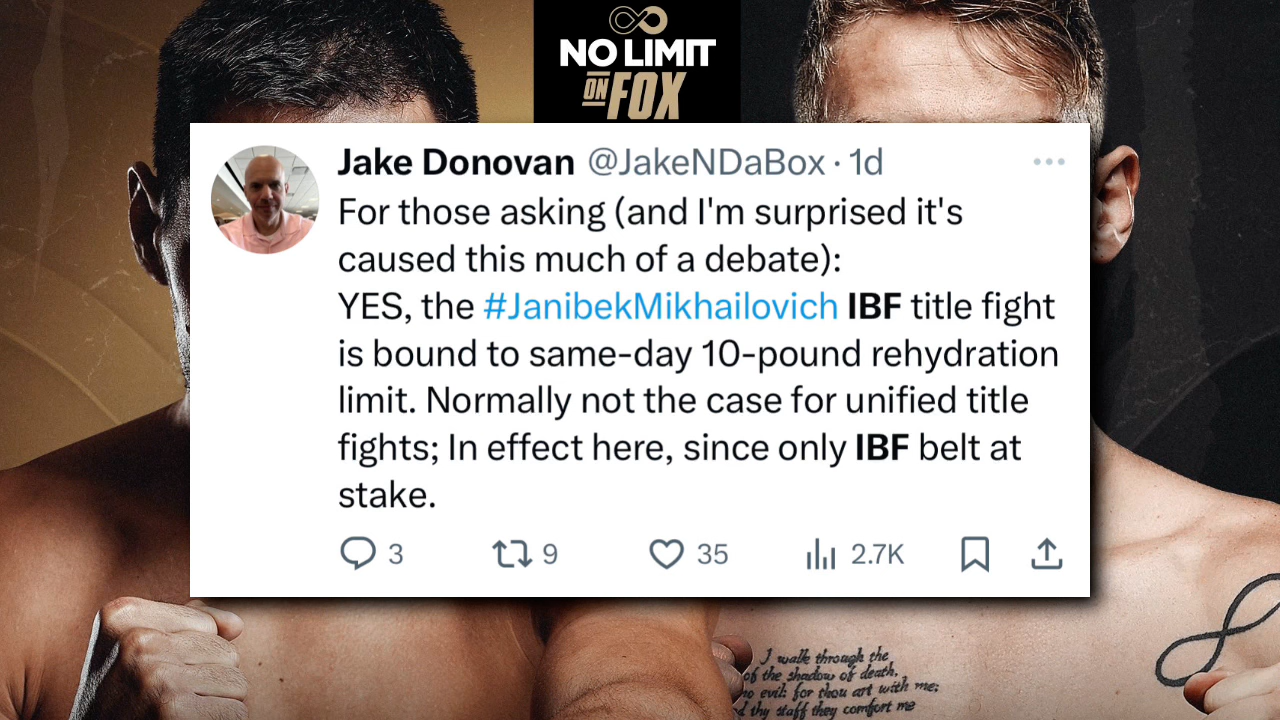 NO LIMIT
ON FOX
Jake Donovan @JakeNDaBox · 1d
For those asking (and I'm surprised it's
caused this much of a debate):
YES, the #JanibekMikhailovich IBF title fight
is bound to same-day 10-pound rehydration
limit. Normally not the case for unified title
fights; In effect here, since only IBF belt at
stake.
3 9 35 2.7K
I walk through the
of the shadow of death,
no evil: for thou art with me;
thy staff they comfort me